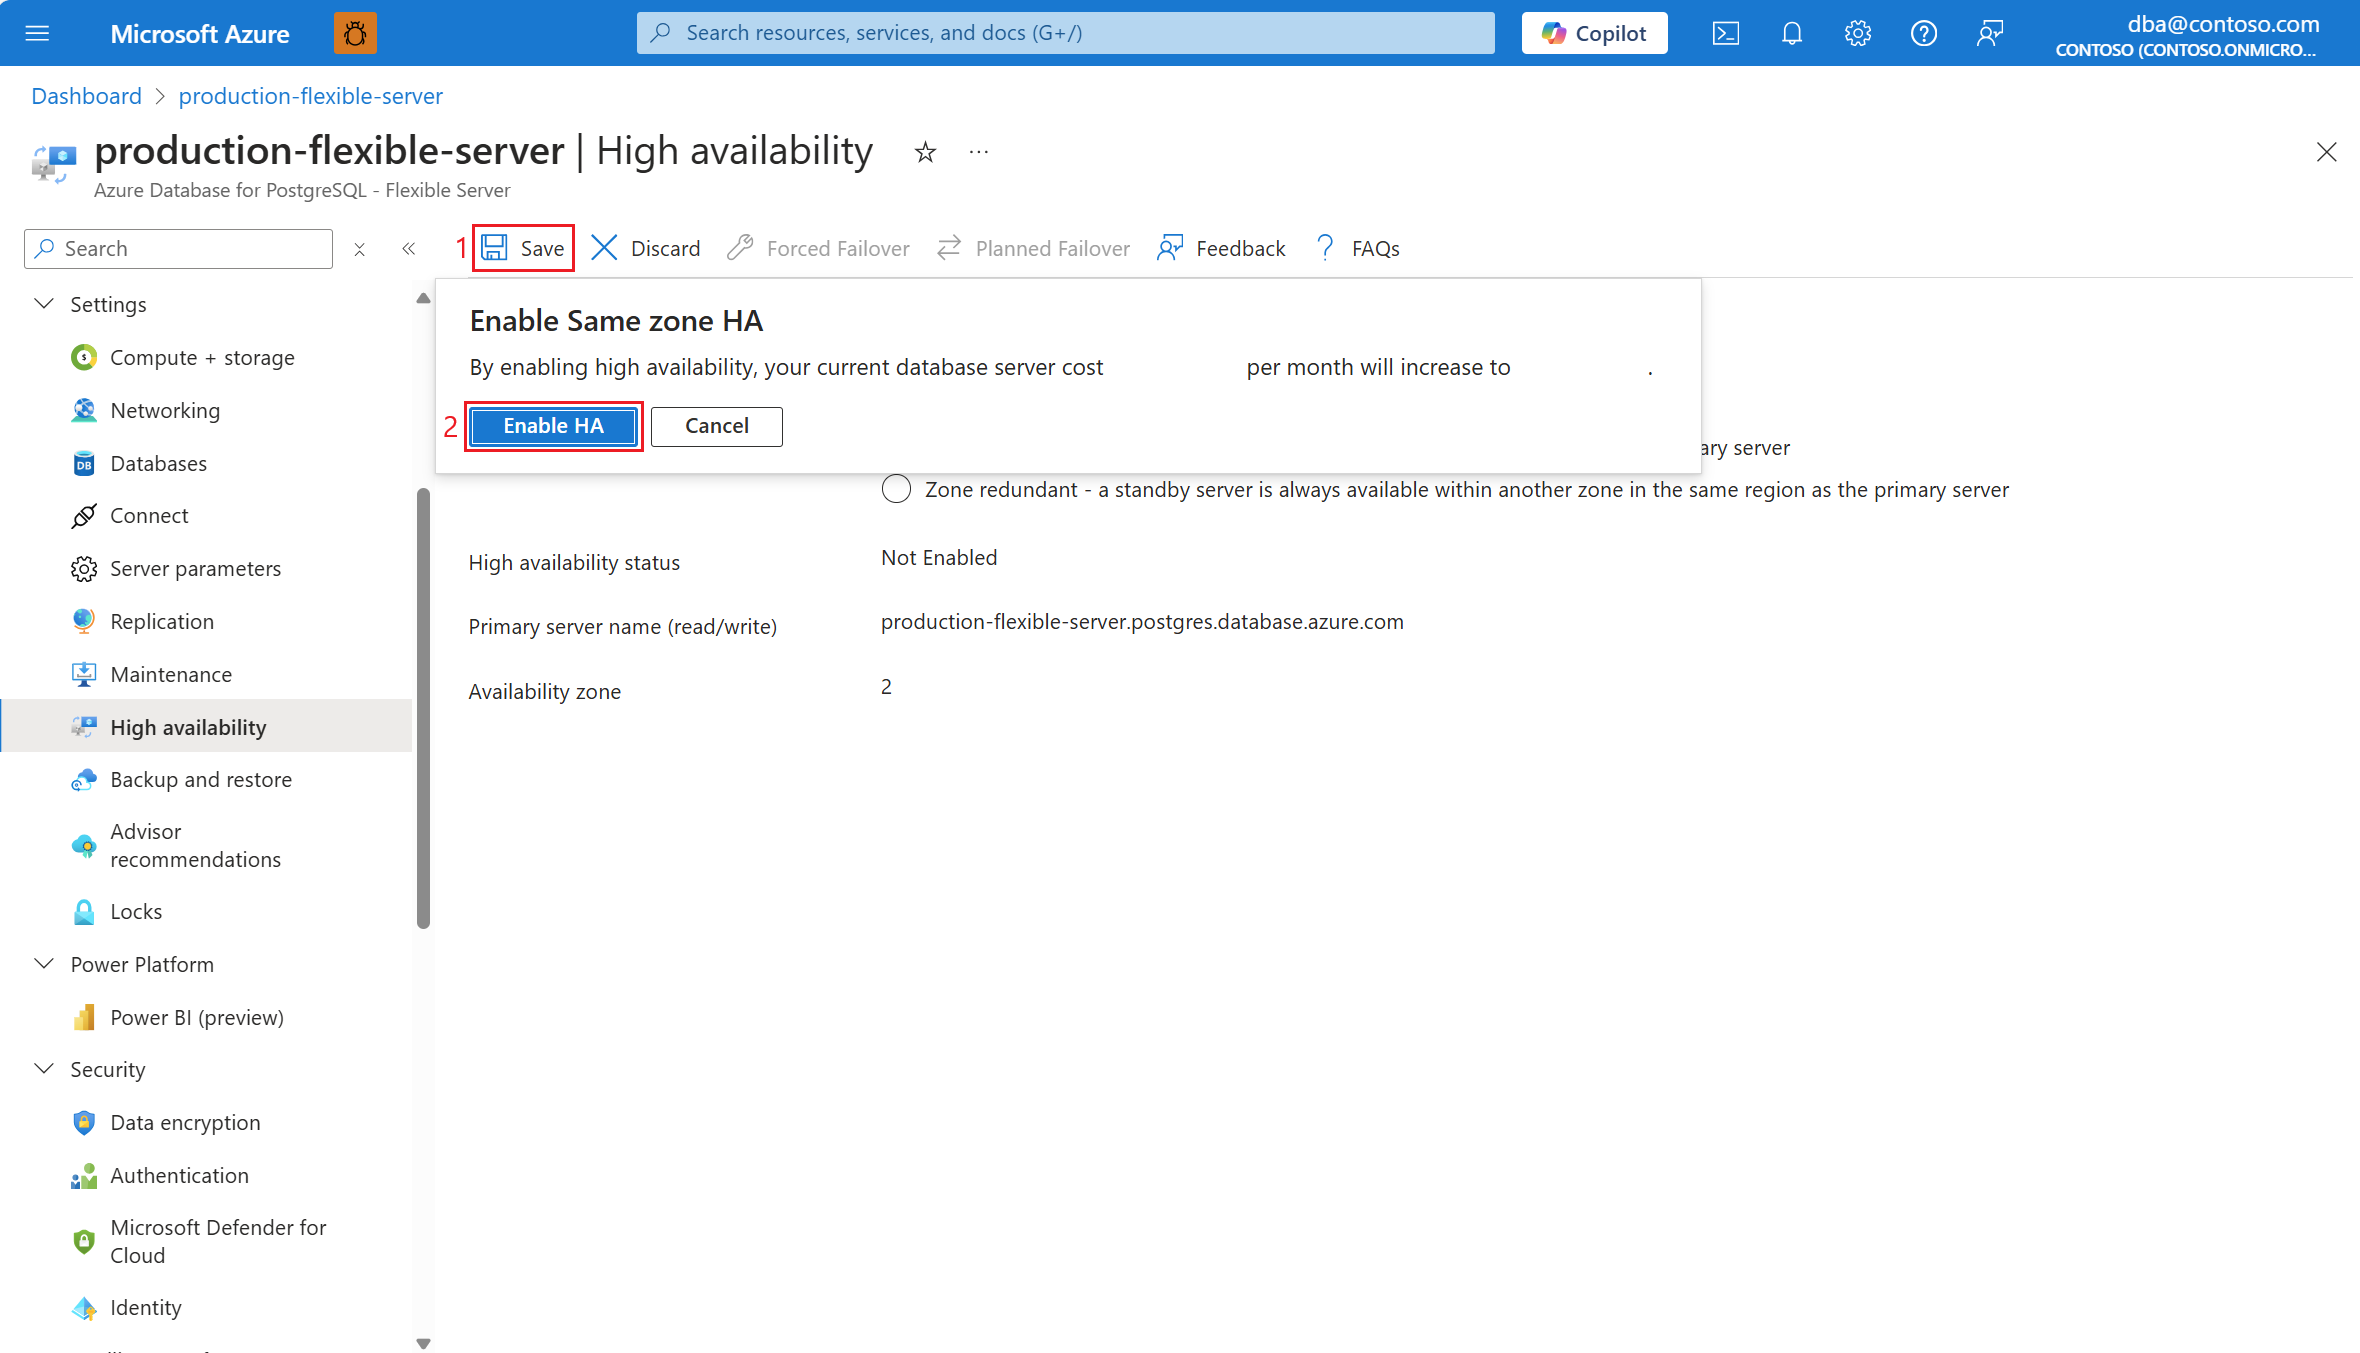 Microsoft Azure
Search resources, services, and docs (G+/)
Copilot
dba@contoso.com
CONTOSO (CONTOSO.ONMICRO...
Dashboard > production-flexible-server
production-flexible-server | High availability
Azure Database for PostgreSQL - Flexible Server
Search
1 Save Discard Forced Failover Planned Failover Feedback FAQs
Settings
Compute + storage
Networking
DB Databases
Connect
Server parameters
Replication
Maintenance
High availability
Backup and restore
Advisor
recommendations
Locks
Power Platform
Power BI (preview)
Security
Data encryption
Authentication
Microsoft Defender for
Cloud
Identity
Enable Same zone HA
By enabling high availability, your current database server cost per month will increase to .
2 Enable HA Cancel
ary server
Zone redundant - a standby server is always available within another zone in the same region as the primary server
High availability status Not Enabled
Primary server name (read/write) production-flexible-server.postgres.database.azure.com
Availability zone 2